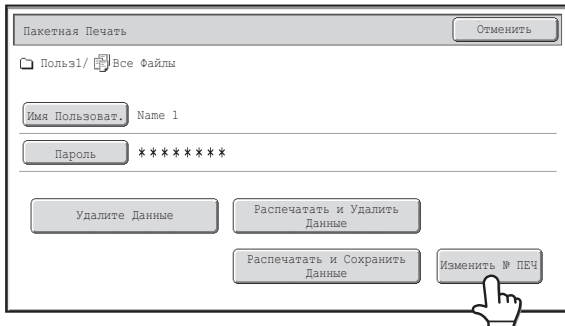 Пакетная Печать
Отменить
Польз1/ Все Файлы
Имя Пользоват. Name 1
Пароль ********
Удалите Данные
Распечатать и Удалить
Данные
Распечатать и Сохранить
Данные
Изменить № ПЕЧ